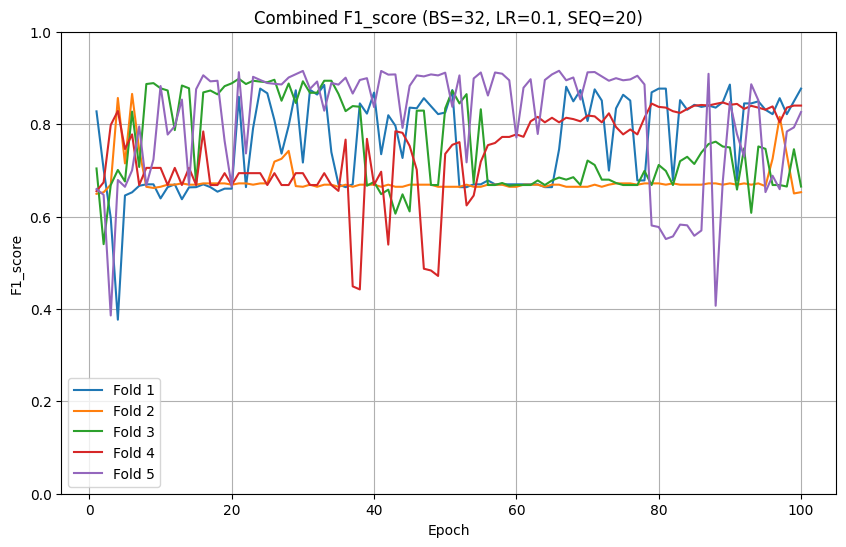 Combined F1_score (BS=32, LR=0.1, SEQ=20)
1.0
0.8
0.6
0.4
0.2
0.0
F1_score
Fold 1
Fold 2
Fold 3
Fold 4
Fold 5
0 20 40 60 80 100
Epoch